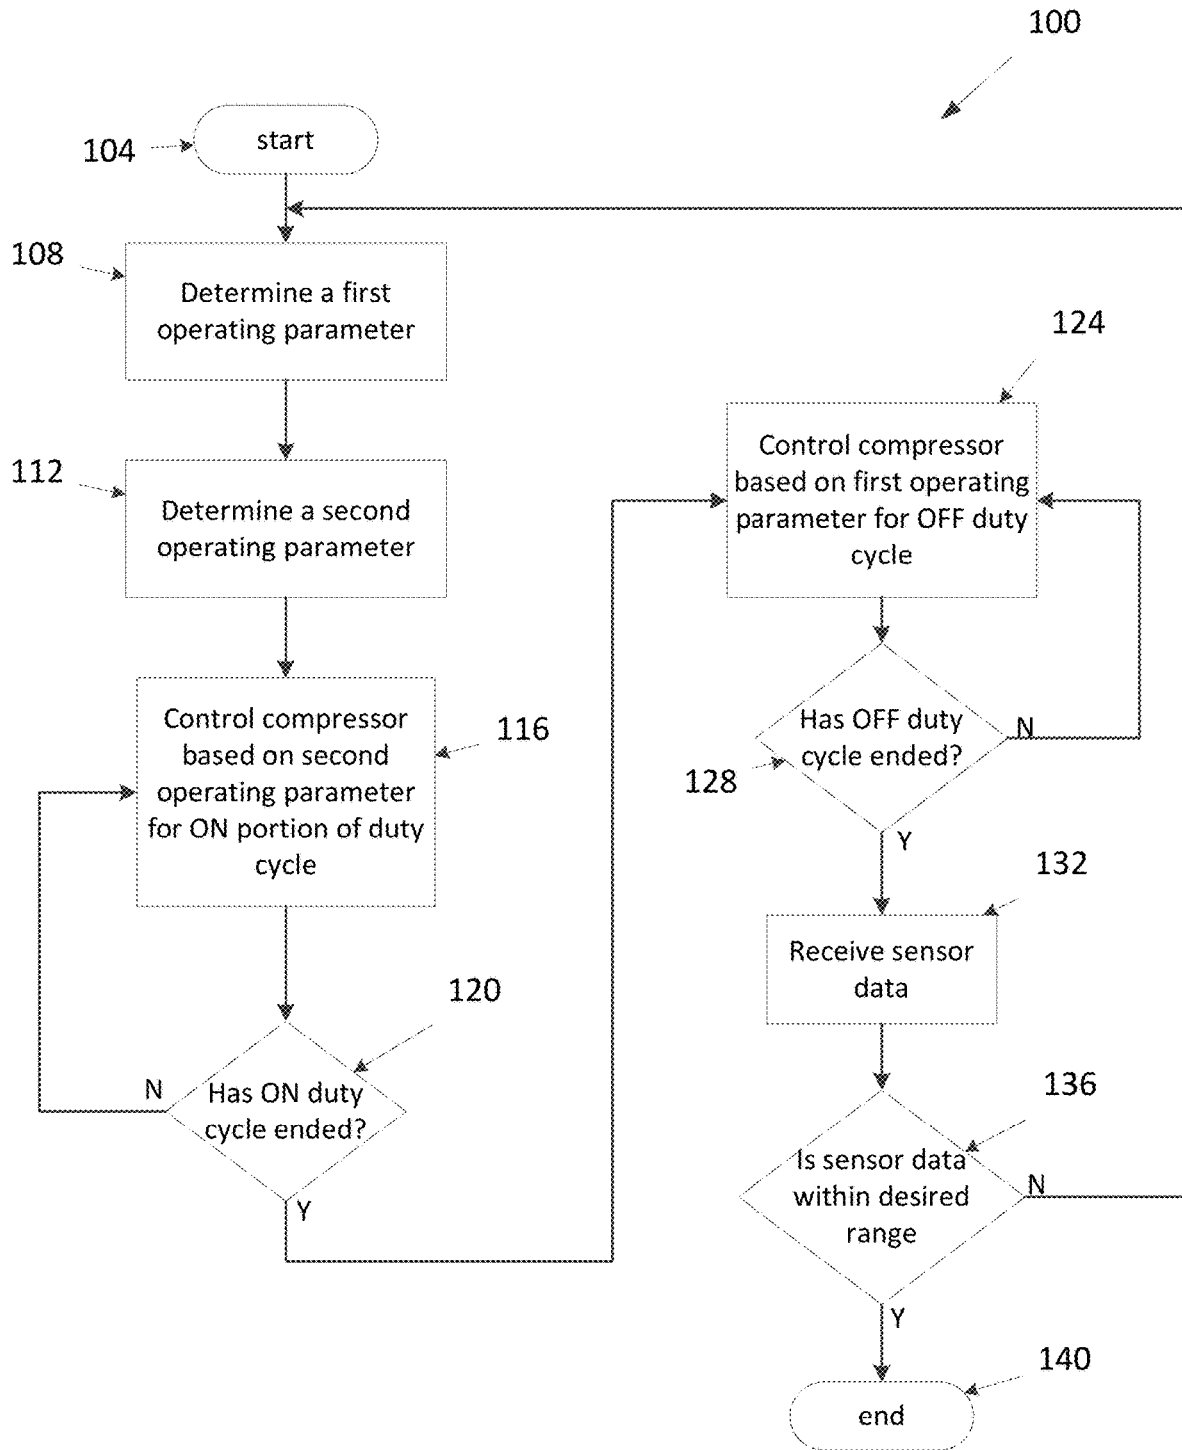 100
104
start
108
Determine a first
operating parameter
112
Determine a second
operating parameter
116
Control compressor
based on second
operating parameter
for ON portion of duty
cycle
120
Has ON duty
cycle ended?
N
Y
124
Control compressor
based on first operating
parameter for OFF duty
cycle
128
Has OFF duty
cycle ended?
N
Y
132
Receive sensor
data
136
Is sensor data
within desired
range
N
Y
140
end